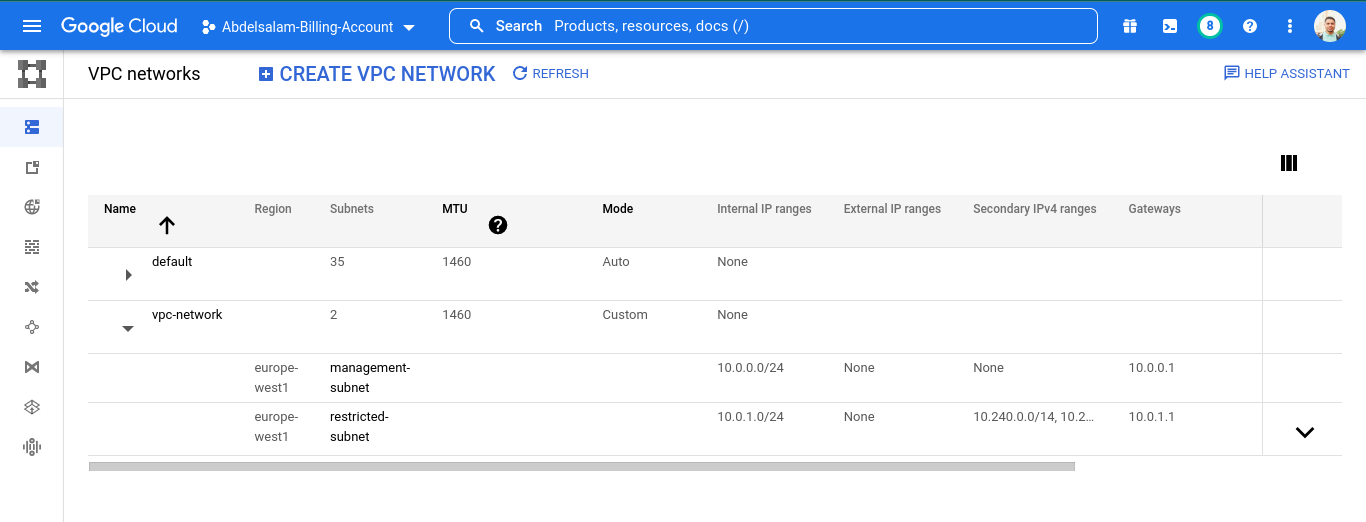 Google Cloud Abdelsalam-Billing-Account Search Products, resources, docs (/) 8 ?
VPC networks CREATE VPC NETWORK REFRESH HELP ASSISTANT
Name Region Subnets MTU ? Mode Internal IP ranges External IP ranges Secondary IPv4 ranges Gateways
default 35 1460 Auto None
vpc-network 2 1460 Custom None
europe- management- 10.0.0.0/24 None None 10.0.0.1
west1 subnet
europe- restricted- 10.0.1.0/24 None 10.240.0.0/14, 10.2… 10.0.1.1
west1 subnet